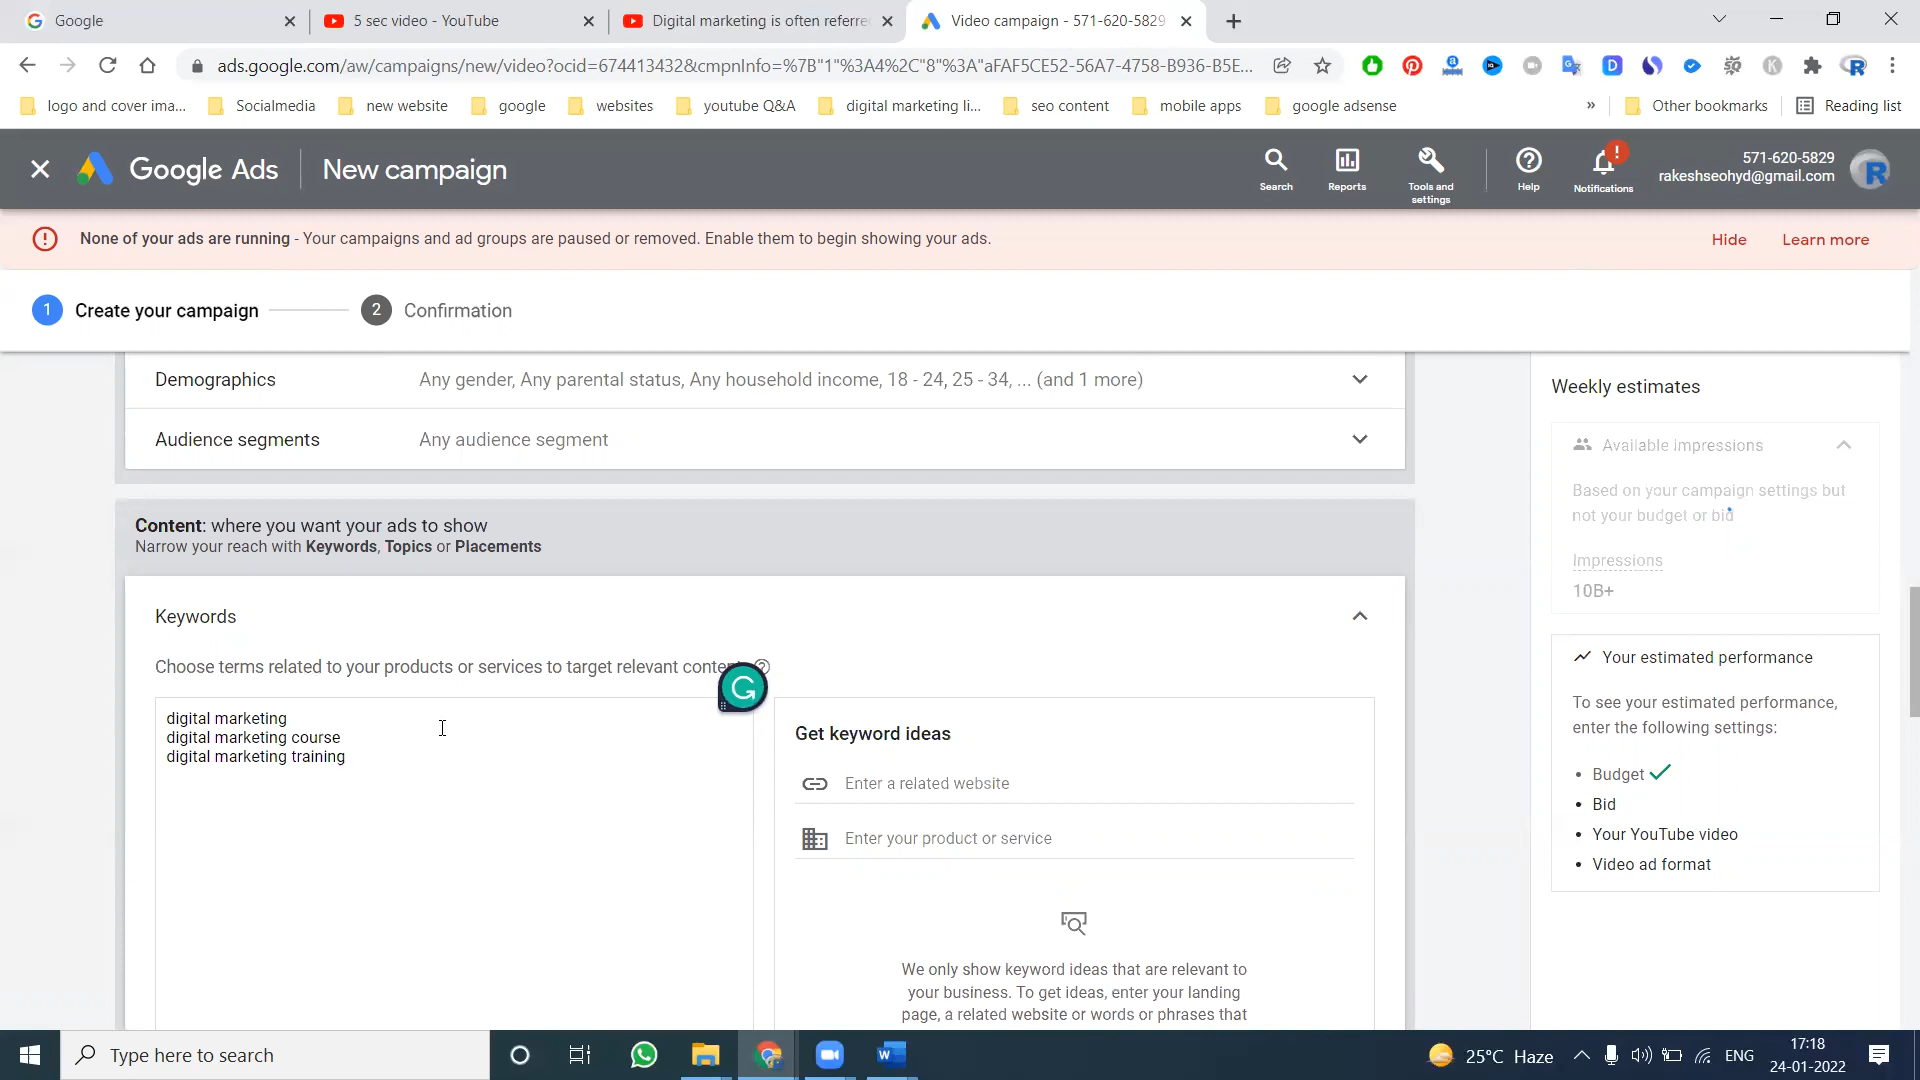 Google
5 sec video - YouTube
Digital marketing is often referre
Video campaign - 571-620-5829
ads.google.com/aw/campaigns/new/video?ocid=674413432&cmpnInfo=%7B"1"%3A4%2C"8"%3A"aFAF5CE52-56A7-4758-B936-B5E...
logo and cover ima...
Socialmedia
new website
google
websites
youtube Q&A
digital marketing li...
seo content
mobile apps
google adsense
»
Other bookmarks
Reading list
Google Ads
New campaign
Search
Reports
Tools and
settings
Help
Notifications
571-620-5829
rakeshseohyd@gmail.com
None of your ads are running - Your campaigns and ad groups are paused or removed. Enable them to begin showing your ads.
Hide
Learn more
1 Create your campaign
2 Confirmation
Demographics
Any gender, Any parental status, Any household income, 18 - 24, 25 - 34, ... (and 1 more)
Audience segments
Any audience segment
Content: where you want your ads to show
Narrow your reach with Keywords, Topics or Placements
Keywords
Choose terms related to your products or services to target relevant conten
digital marketing
digital marketing course
digital marketing training
Get keyword ideas
Enter a related website
Enter your product or service
We only show keyword ideas that are relevant to
your business. To get ideas, enter your landing
page, a related website or words or phrases that
Weekly estimates
Available impressions
Based on your campaign settings but
not your budget or bid
Impressions
10B+
Your estimated performance
To see your estimated performance,
enter the following settings:
• Budget
• Bid
• Your YouTube video
• Video ad format
Type here to search
25°C Haze
ENG
17:18
24-01-2022